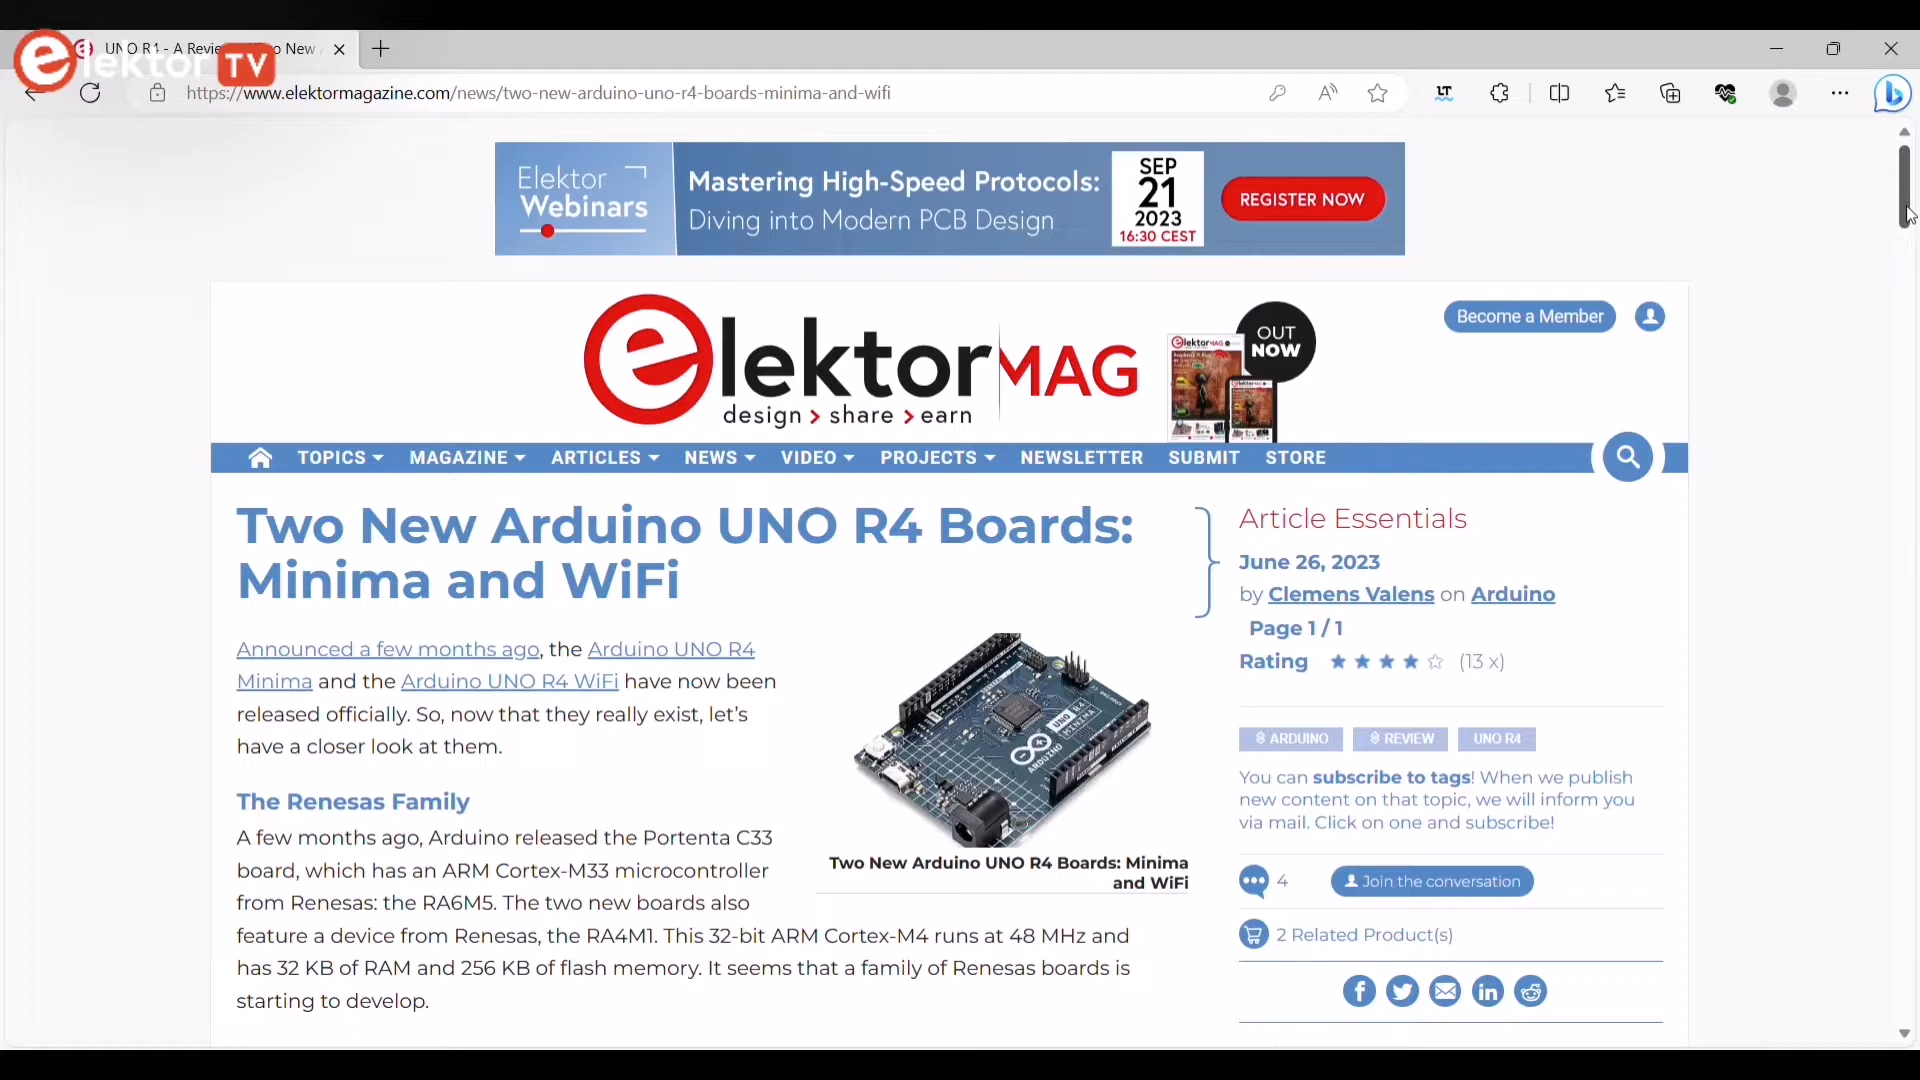 elektor TV
UNO R4 - A Revie
o New
https://www.elektormagazine.com/news/two-new-arduino-uno-r4-boards-minima-and-wifi
LT
Elektor
Webinars
Mastering High-Speed Protocols:
Diving into Modern PCB Design
SEP
21
2023
16:30 CEST
REGISTER NOW
elektor MAG
design > share > earn
OUT
NOW
Become a Member
TOPICS MAGAZINE ARTICLES NEWS VIDEO PROJECTS NEWSLETTER SUBMIT STORE
Two New Arduino UNO R4 Boards:
Minima and WiFi
Announced a few months ago, the Arduino UNO R4
Minima and the Arduino UNO R4 WiFi have now been
released officially. So, now that they really exist, let's
have a closer look at them.
The Renesas Family
A few months ago, Arduino released the Portenta C33
board, which has an ARM Cortex-M33 microcontroller
from Renesas: the RA6M5. The two new boards also
feature a device from Renesas, the RA4M1. This 32-bit ARM Cortex-M4 runs at 48 MHz and
has 32 KB of RAM and 256 KB of flash memory. It seems that a family of Renesas boards is
starting to develop.
UNO R4
MINIMA
ARDUINO
Two New Arduino UNO R4 Boards: Minima
and WiFi
Article Essentials
June 26, 2023
by Clemens Valens on Arduino
Page 1 / 1
Rating (13 x)
ARDUINO REVIEW UNO R4
You can subscribe to tags! When we publish
new content on that topic, we will inform you
via mail. Click on one and subscribe!
4 Join the conversation
2 Related Product(s)